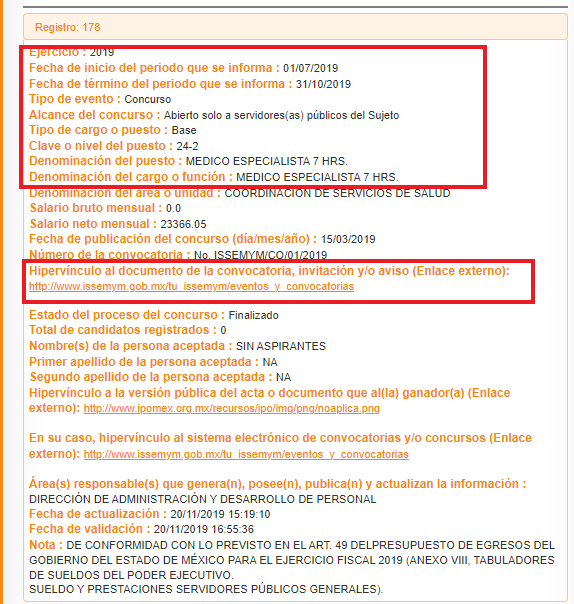 Registro: 178
Ejercicio : 2019
Fecha de inicio del periodo que se informa : 01/07/2019
Fecha de término del periodo que se informa : 31/10/2019
Tipo de evento : Concurso
Alcance del concurso : Abierto solo a servidores(as) públicos del Sujeto
Tipo de cargo o puesto : Base
Clave o nivel del puesto : 24-2
Denominación del puesto : MEDICO ESPECIALISTA 7 HRS.
Denominación del cargo o función : MEDICO ESPECIALISTA 7 HRS.
Denominación del área o unidad : COORDINACION DE SERVICIOS DE SALUD
Salario bruto mensual : 0.0
Salario neto mensual : 23366.05
Fecha de publicación del concurso (día/mes/año) : 15/03/2019
Número de la convocatoria : No. ISSEMYM/CO/01/2019
Hipervínculo al documento de la convocatoria, invitación y/o aviso (Enlace externo):
http://www.issemym.gob.mx/tu_issemym/eventos_y_convocatorias
Estado del proceso del concurso : Finalizado
Total de candidatos registrados : 0
Nombre(s) de la persona aceptada : SIN ASPIRANTES
Primer apellido de la persona aceptada : NA
Segundo apellido de la persona aceptada : NA
Hipervínculo a la versión pública del acta o documento que al(la) ganador(a) (Enlace
externo): http://www.ipomex.org.mx/recursos/ipo/img/png/noaplica.png
En su caso, hipervínculo al sistema electrónico de convocatorias y/o concursos (Enlace
externo): http://www.issemym.gob.mx/tu_issemym/eventos_y_convocatorias
Área(s) responsable(s) que genera(n), posee(n), publica(n) y actualizan la información :
DIRECCIÓN DE ADMINISTRACIÓN Y DESARROLLO DE PERSONAL
Fecha de actualización : 20/11/2019 15:19:10
Fecha de validación : 20/11/2019 16:55:36
Nota : DE CONFORMIDAD CON LO PREVISTO EN EL ART. 49 DELPRESUPUESTO DE EGRESOS DEL
GOBIERNO DEL ESTADO DE MÉXICO PARA EL EJERCICIO FISCAL 2019 (ANEXO VIII, TABULADORES
DE SUELDOS DEL PODER EJECUTIVO.
SUELDO Y PRESTACIONES SERVIDORES PÚBLICOS GENERALES).